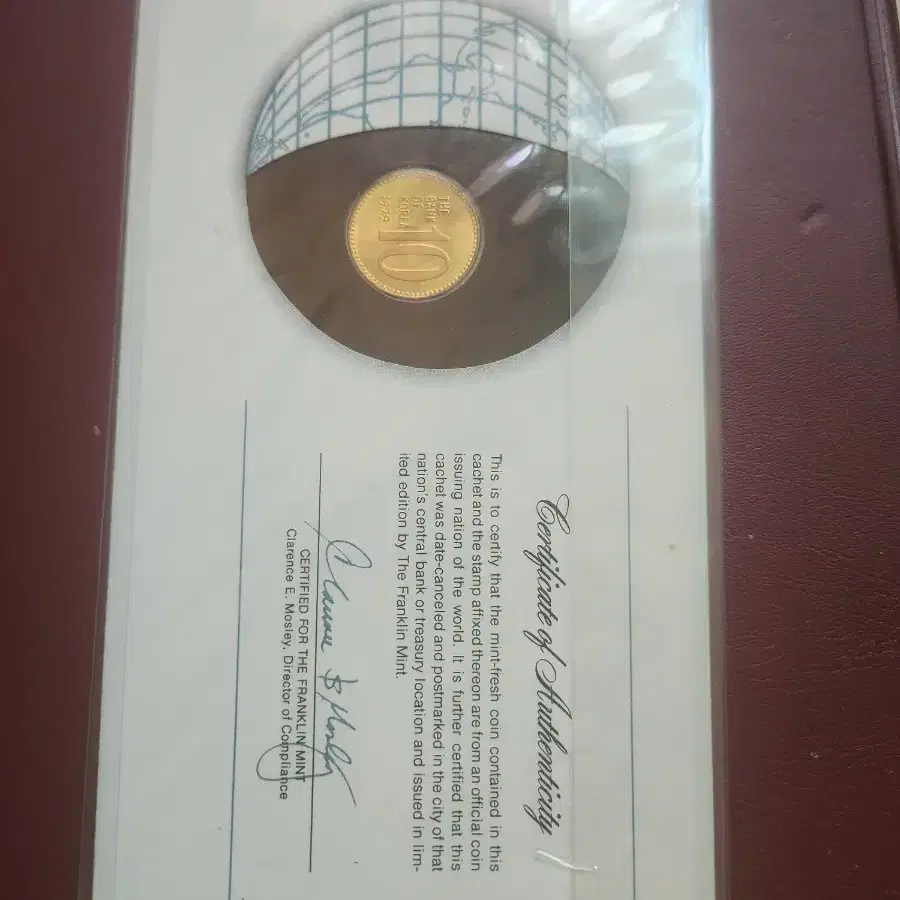 THE
BANK
OF
KOREA
1979
10
Certificate of Authenticity
This is to certify that the mint-fresh coin contained in this
cachet and the stamp affixed thereon are from an official coin
issuing nation of the world. It is further certified that this
cachet was date-canceled and postmarked in the city of that
nation's central bank or treasury location and issued in lim-
ited edition by The Franklin Mint.
CERTIFIED FOR THE FRANKLIN MINT
Clarence E. Mosley, Director of Compliance